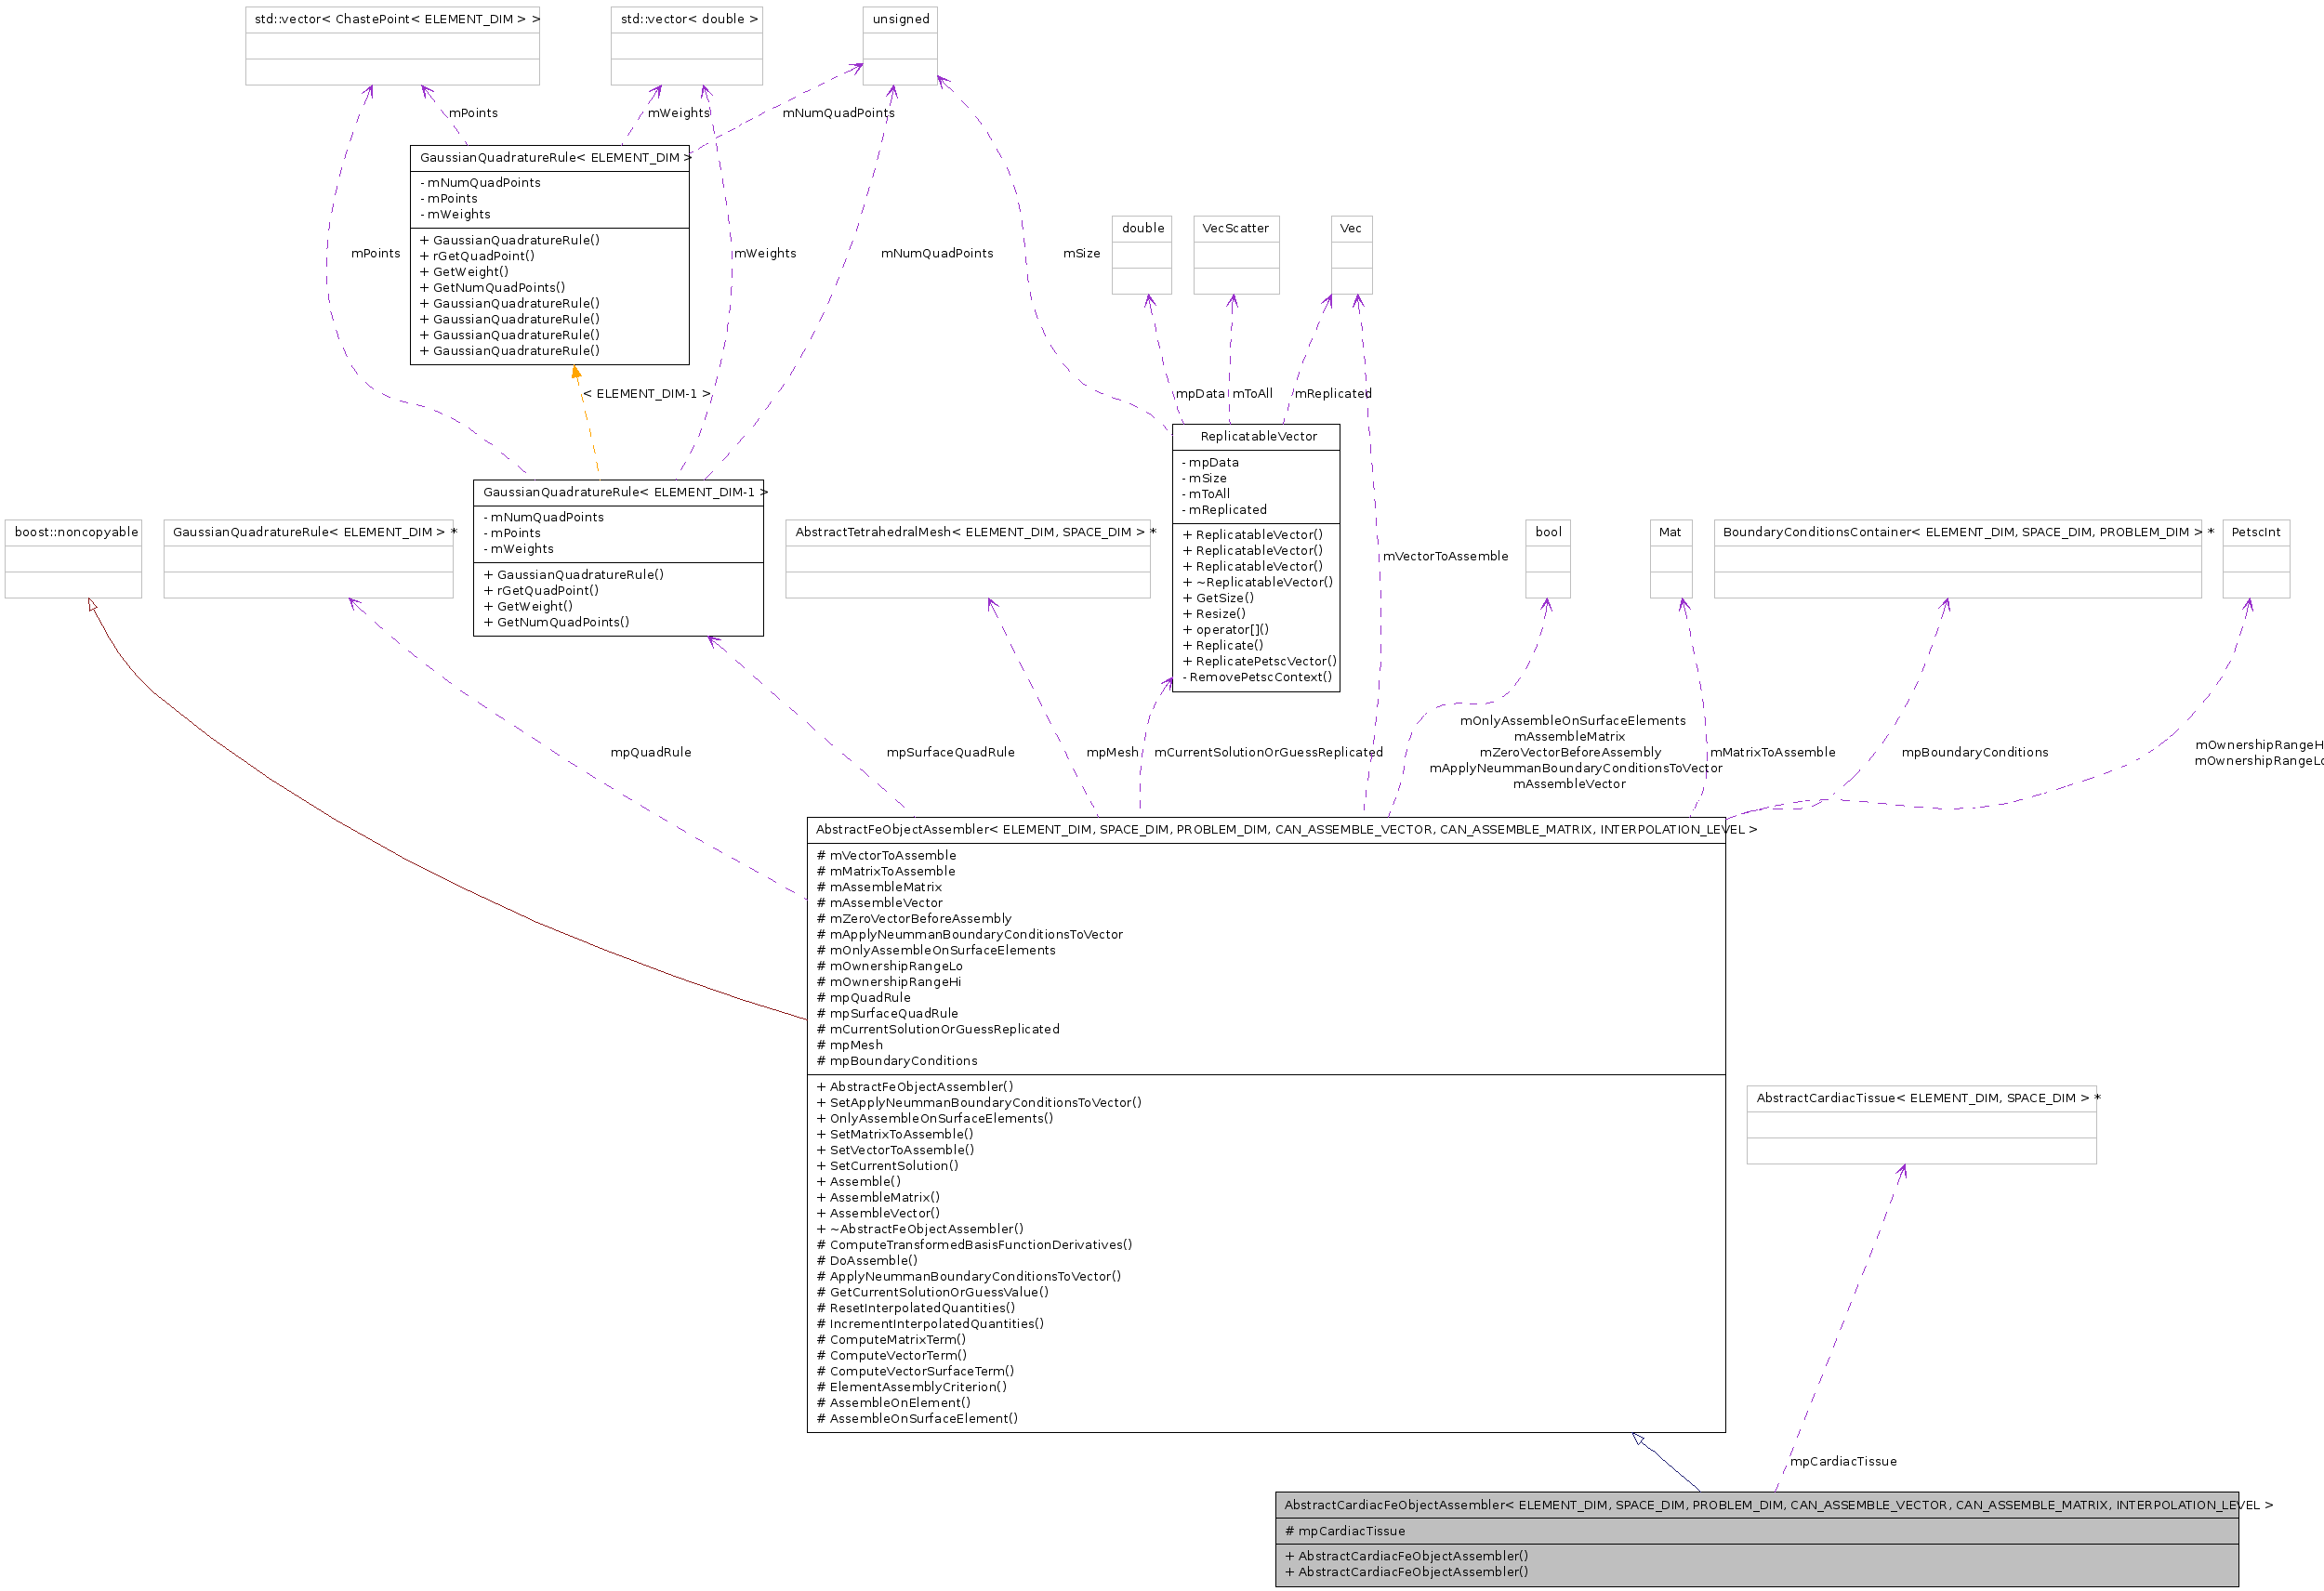 std::vector< ChastePoint< ELEMENT_DIM > >
std::vector< double >
unsigned
mPoints
mWeights
mNumQuadPoints
GaussianQuadratureRule< ELEMENT_DIM >
- mNumQuadPoints
- mPoints
- mWeights
+ GaussianQuadratureRule()
+ rGetQuadPoint()
+ GetWeight()
+ GetNumQuadPoints()
+ GaussianQuadratureRule()
+ GaussianQuadratureRule()
+ GaussianQuadratureRule()
+ GaussianQuadratureRule()
double
VecScatter
Vec
mPoints
mWeights
mNumQuadPoints
mSize
< ELEMENT_DIM-1 >
mpData
mToAll
mReplicated
ReplicatableVector
- mpData
- mSize
- mToAll
- mReplicated
+ ReplicatableVector()
+ ReplicatableVector()
+ ReplicatableVector()
+ ~ReplicatableVector()
+ GetSize()
+ Resize()
+ operator[]()
+ Replicate()
+ ReplicatePetscVector()
- RemovePetscContext()
GaussianQuadratureRule< ELEMENT_DIM-1 >
- mNumQuadPoints
- mPoints
- mWeights
+ GaussianQuadratureRule()
+ rGetQuadPoint()
+ GetWeight()
+ GetNumQuadPoints()
boost::noncopyable
GaussianQuadratureRule< ELEMENT_DIM > *
AbstractTetrahedralMesh< ELEMENT_DIM, SPACE_DIM > *
mVectorToAssemble
bool
Mat
BoundaryConditionsContainer< ELEMENT_DIM, SPACE_DIM, PROBLEM_DIM > *
PetscInt
mpQuadRule
mpSurfaceQuadRule
mpMesh
mCurrentSolutionOrGuessReplicated
mOnlyAssembleOnSurfaceElements
mAssembleMatrix
mZeroVectorBeforeAssembly
mApplyNeummanBoundaryConditionsToVector
mAssembleVector
mMatrixToAssemble
mpBoundaryConditions
mOwnershipRangeH
mOwnershipRangeLo
AbstractFeObjectAssembler< ELEMENT_DIM, SPACE_DIM, PROBLEM_DIM, CAN_ASSEMBLE_VECTOR, CAN_ASSEMBLE_MATRIX, INTERPOLATION_LEVEL >
# mVectorToAssemble
# mMatrixToAssemble
# mAssembleMatrix
# mAssembleVector
# mZeroVectorBeforeAssembly
# mApplyNeummanBoundaryConditionsToVector
# mOnlyAssembleOnSurfaceElements
# mOwnershipRangeLo
# mOwnershipRangeHi
# mpQuadRule
# mpSurfaceQuadRule
# mCurrentSolutionOrGuessReplicated
# mpMesh
# mpBoundaryConditions
+ AbstractFeObjectAssembler()
+ SetApplyNeummanBoundaryConditionsToVector()
+ OnlyAssembleOnSurfaceElements()
+ SetMatrixToAssemble()
+ SetVectorToAssemble()
+ SetCurrentSolution()
+ Assemble()
+ AssembleMatrix()
+ AssembleVector()
+ ~AbstractFeObjectAssembler()
# ComputeTransformedBasisFunctionDerivatives()
# DoAssemble()
# ApplyNeummanBoundaryConditionsToVector()
# GetCurrentSolutionOrGuessValue()
# ResetInterpolatedQuantities()
# IncrementInterpolatedQuantities()
# ComputeMatrixTerm()
# ComputeVectorTerm()
# ComputeVectorSurfaceTerm()
# ElementAssemblyCriterion()
# AssembleOnElement()
# AssembleOnSurfaceElement()
AbstractCardiacTissue< ELEMENT_DIM, SPACE_DIM > *
mpCardiacTissue
AbstractCardiacFeObjectAssembler< ELEMENT_DIM, SPACE_DIM, PROBLEM_DIM, CAN_ASSEMBLE_VECTOR, CAN_ASSEMBLE_MATRIX, INTERPOLATION_LEVEL >
# mpCardiacTissue
+ AbstractCardiacFeObjectAssembler()
+ AbstractCardiacFeObjectAssembler()